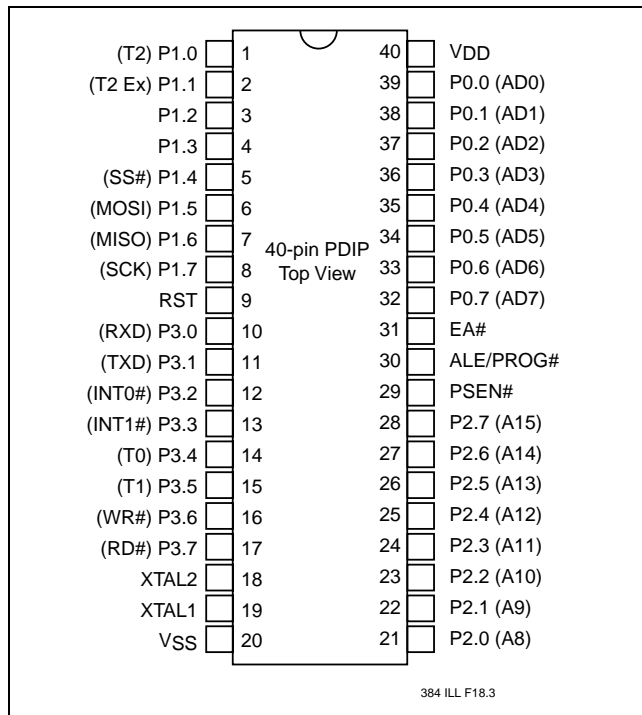 (T2) P1.0 1 40 VDD
(T2 Ex) P1.1 2 39 P0.0 (AD0)
P1.2 3 38 P0.1 (AD1)
P1.3 4 37 P0.2 (AD2)
(SS#) P1.4 5 36 P0.3 (AD3)
(MOSI) P1.5 6 35 P0.4 (AD4)
(MISO) P1.6 7 34 P0.5 (AD5)
40-pin PDIP
(SCK) P1.7 8 33 P0.6 (AD6)
Top View
RST 9 32 P0.7 (AD7)
(RXD) P3.0 10 31 EA#
(TXD) P3.1 11 30 ALE/PROG#
(INT0#) P3.2 12 29 PSEN#
(INT1#) P3.3 13 28 P2.7 (A15)
(T0) P3.4 14 27 P2.6 (A14)
(T1) P3.5 15 26 P2.5 (A13)
(WR#) P3.6 16 25 P2.4 (A12)
(RD#) P3.7 17 24 P2.3 (A11)
XTAL2 18 23 P2.2 (A10)
XTAL1 19 22 P2.1 (A9)
VSS 20 21 P2.0 (A8)
384 ILL F18.3